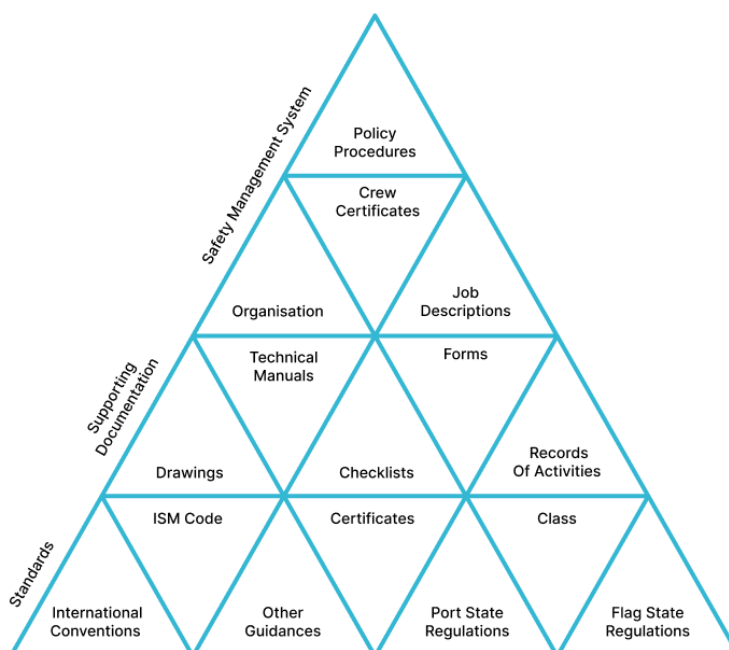 Safety Management System
Policy
Procedures
Crew
Certificates
Organisation
Job
Descriptions
Supporting
Documentation
Technical
Manuals
Forms
Drawings
Checklists
Records
Of Activities
Standards
ISM Code
Certificates
Class
International
Conventions
Other
Guidances
Port State
Regulations
Flag State
Regulations